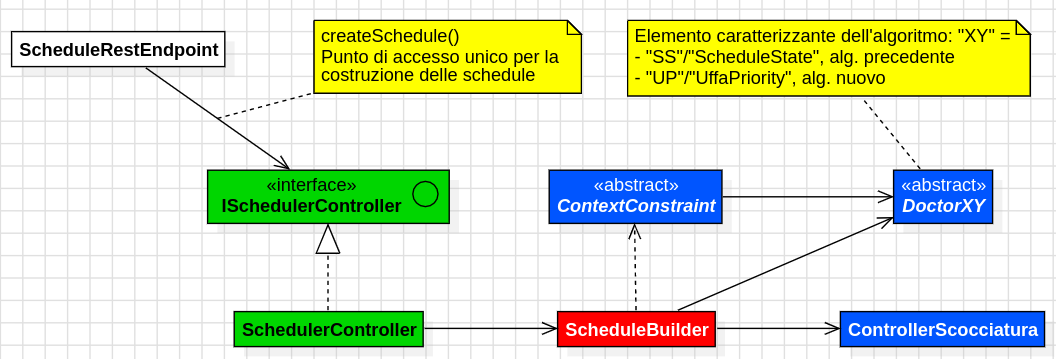 ScheduleRestEndpoint
createSchedule()
Punto di accesso unico per la
costruzione delle schedule
Elemento caratterizzante dell'algoritmo: "XY" =
- "SS"/"ScheduleState", alg. precedente
- "UP"/"UffaPriority", alg. nuovo
«interface»
ISchedulerController
«abstract»
ContextConstraint
«abstract»
DoctorXY
SchedulerController
ScheduleBuilder
ControllerScocciatura